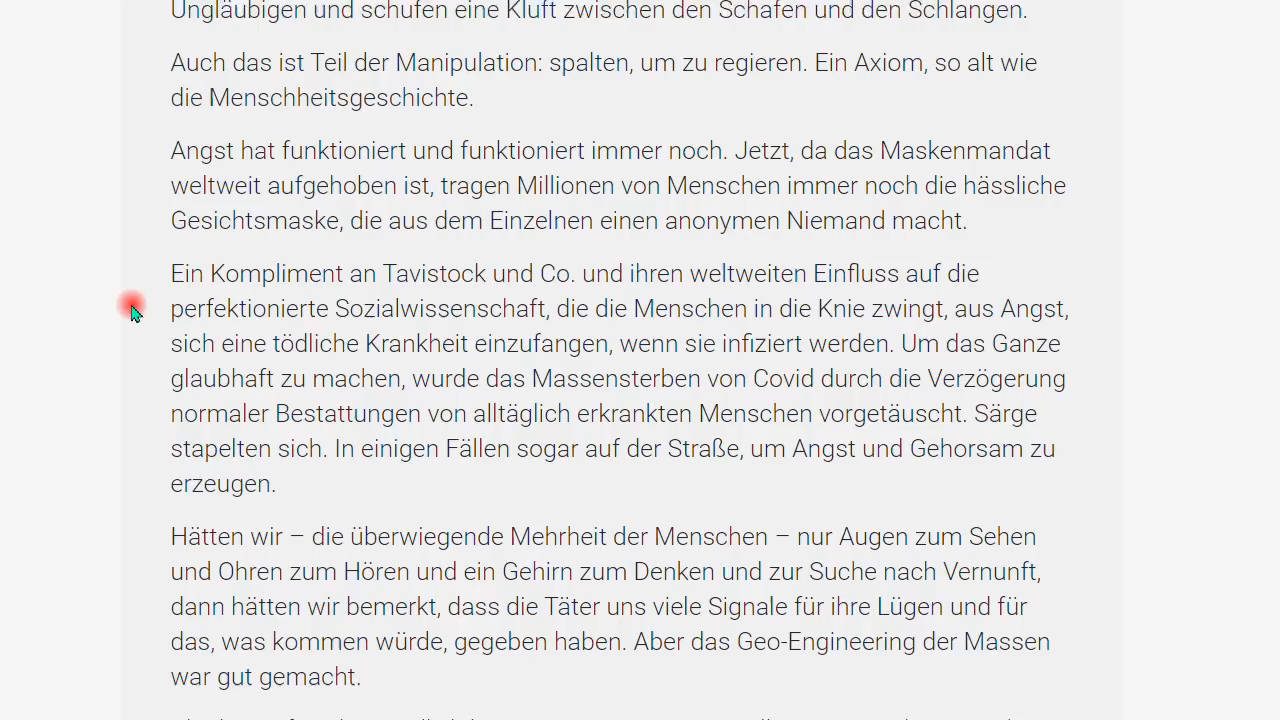 Ungläubigen und schufen eine Kluft zwischen den Schafen und den Schlangen.
Auch das ist Teil der Manipulation: spalten, um zu regieren. Ein Axiom, so alt wie
die Menschheitsgeschichte.
Angst hat funktioniert und funktioniert immer noch. Jetzt, da das Maskenmandat
weltweit aufgehoben ist, tragen Millionen von Menschen immer noch die hässliche
Gesichtsmaske, die aus dem Einzelnen einen anonymen Niemand macht.
Ein Kompliment an Tavistock und Co. und ihren weltweiten Einfluss auf die
perfektionierte Sozialwissenschaft, die die Menschen in die Knie zwingt, aus Angst,
sich eine tödliche Krankheit einzufangen, wenn sie infiziert werden. Um das Ganze
glaubhaft zu machen, wurde das Massensterben von Covid durch die Verzögerung
normaler Bestattungen von alltäglich erkrankten Menschen vorgetäuscht. Särge
stapelten sich. In einigen Fällen sogar auf der Straße, um Angst und Gehorsam zu
erzeugen.
Hätten wir – die überwiegende Mehrheit der Menschen – nur Augen zum Sehen
und Ohren zum Hören und ein Gehirn zum Denken und zur Suche nach Vernunft,
dann hätten wir bemerkt, dass die Täter uns viele Signale für ihre Lügen und für
das, was kommen würde, gegeben haben. Aber das Geo-Engineering der Massen
war gut gemacht.